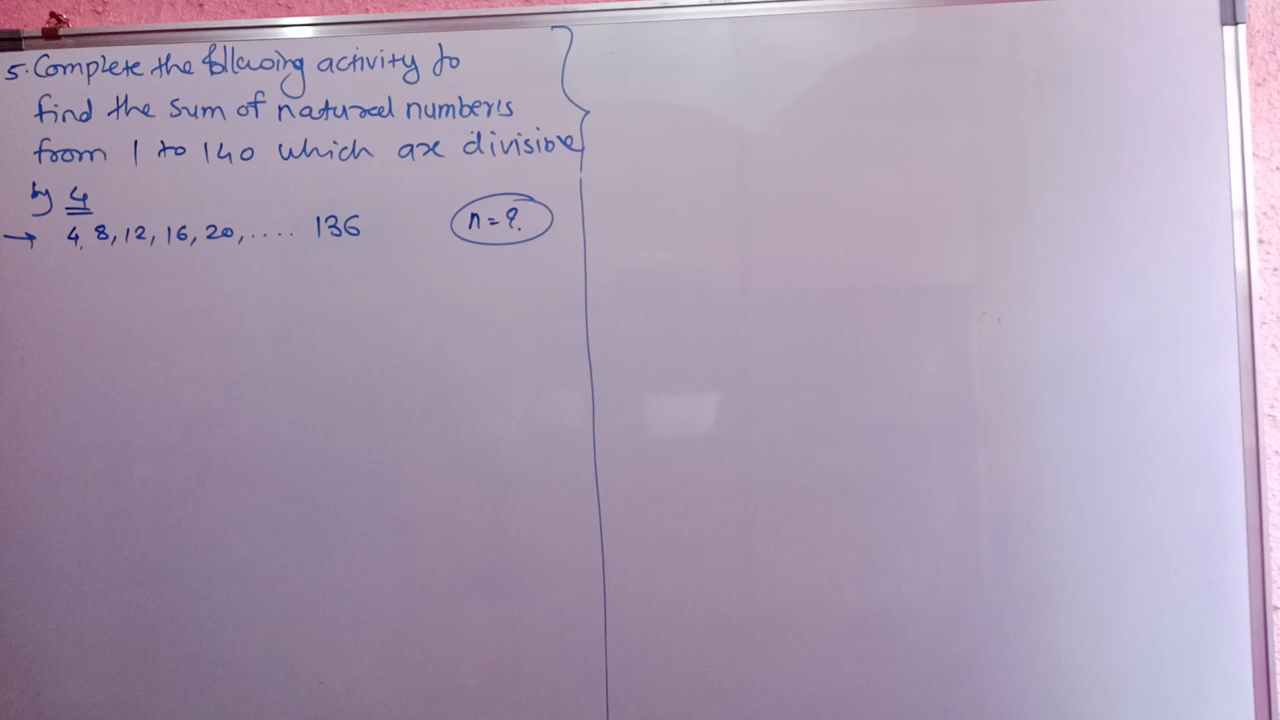 5. Complete the following activity to
find the sum of natural numbers
from 1 to 140 which are divisible
by 4
→ 4, 8, 12, 16, 20, .... 136 n = ?